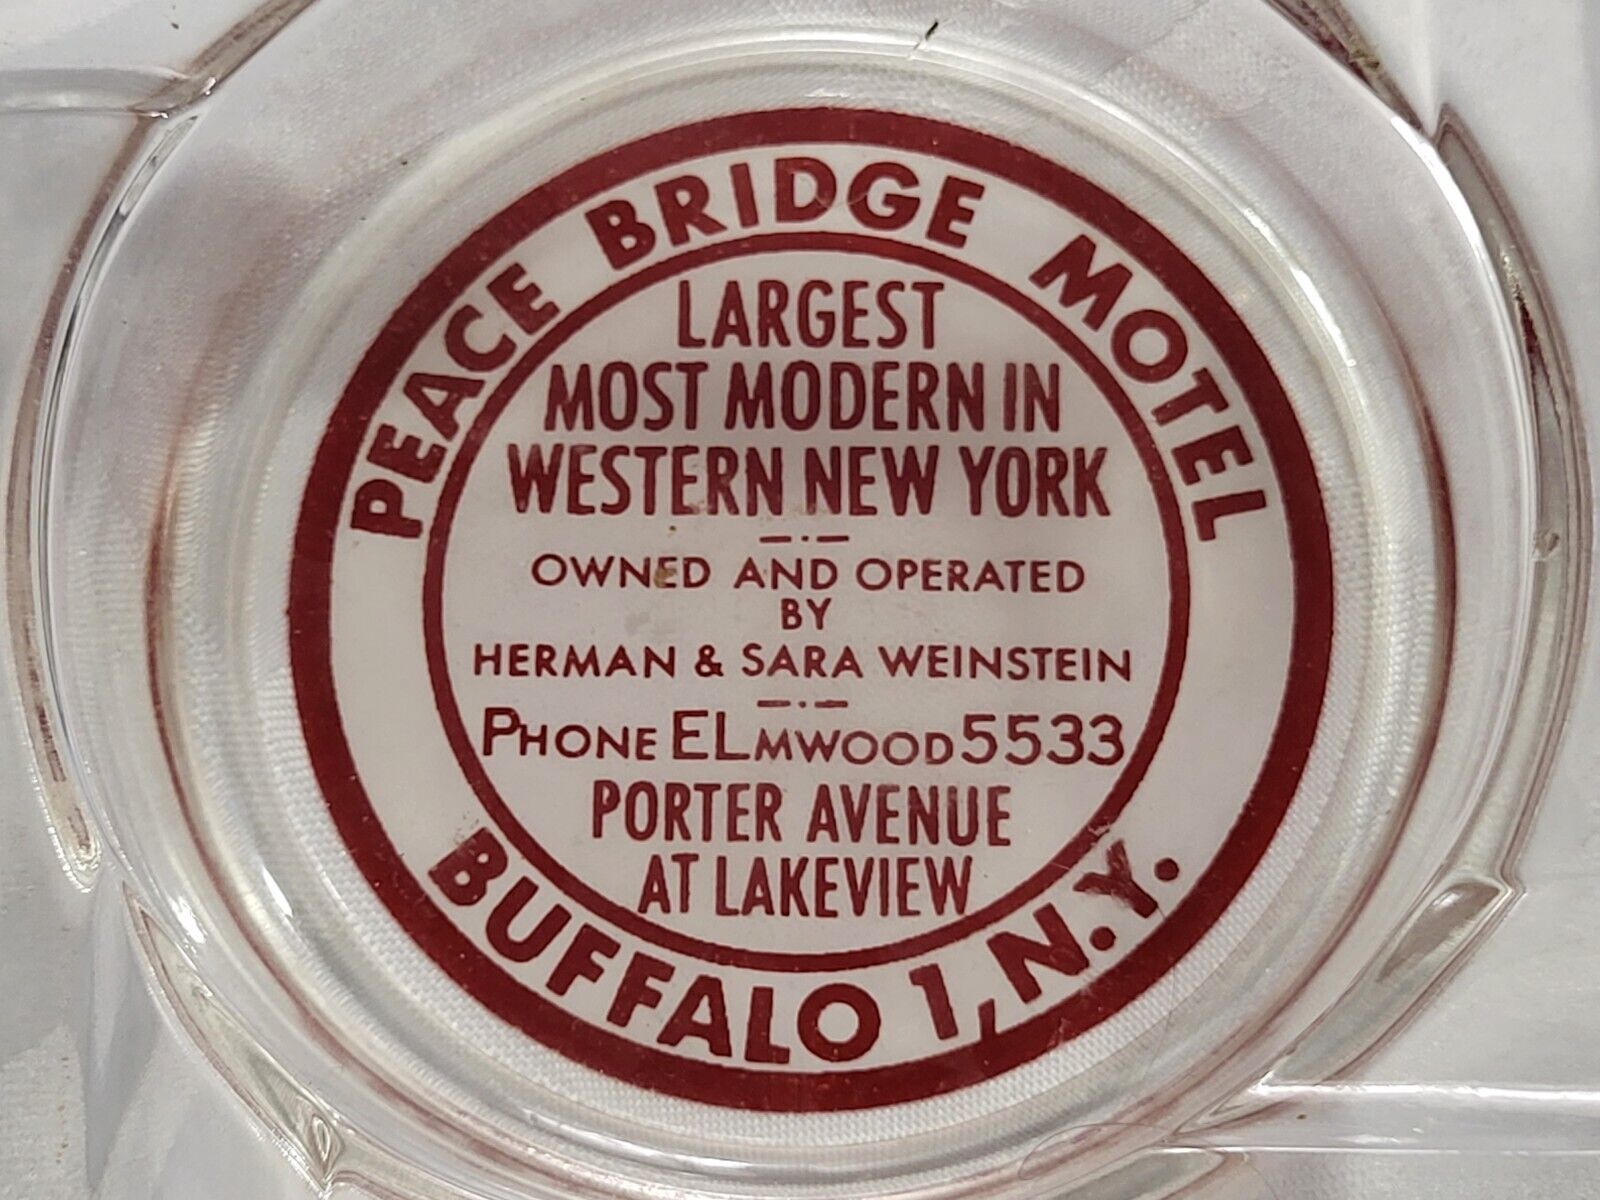 PEACE BRIDGE MOTEL
LARGEST
MOST MODERN IN
WESTERN NEW YORK
OWNED AND OPERATED
BY
HERMAN & SARA WEINSTEIN
PHONE ELMWOOD 5533
PORTER AVENUE
AT LAKEVIEW
BUFFALO 1, N.Y.